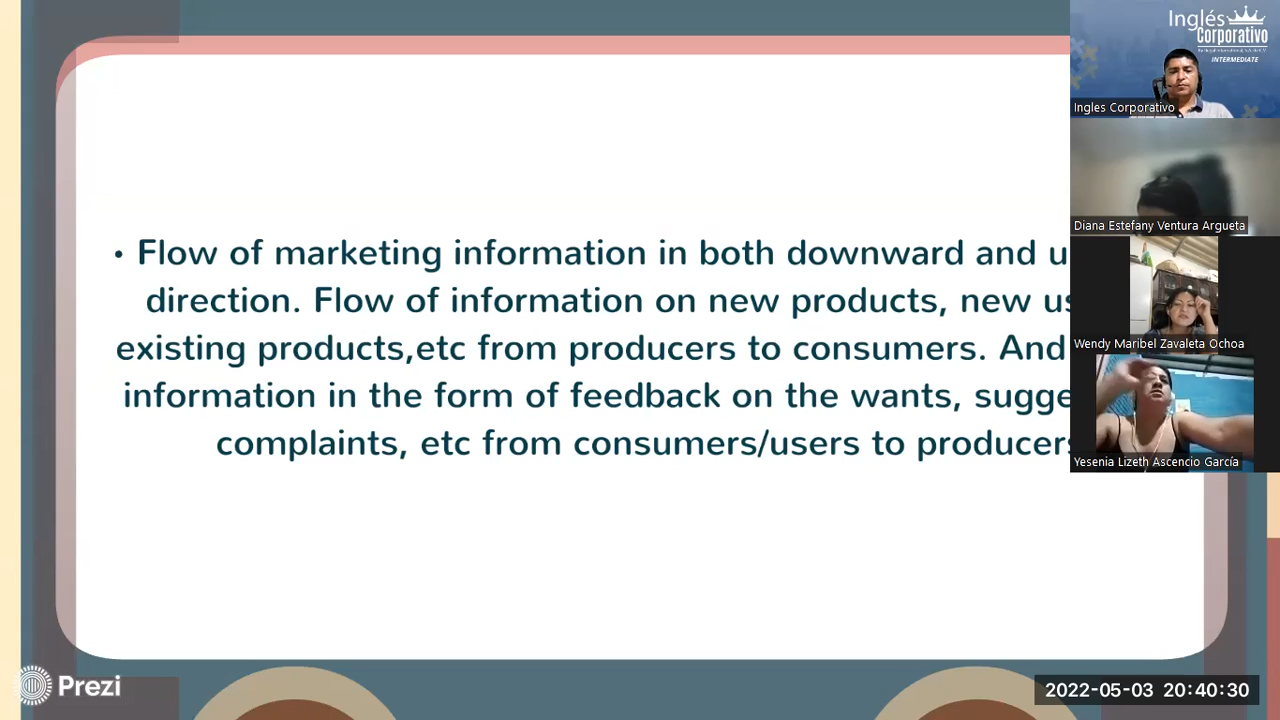 • Flow of marketing information in both downward and
direction. Flow of information on new products, new
existing products,etc from producers to consumers. And
information in the form of feedback on the wants,
complaints, etc from consumers/users to
Prezi
Inglés
Corporativo
INTERMEDIATE
Ingles Corporativo
Diana Estefany Ventura Argueta
Wendy Maribel Zavaleta Ochoa
Yesenia Lizeth Ascencio García
2022-05-03 20:40:30